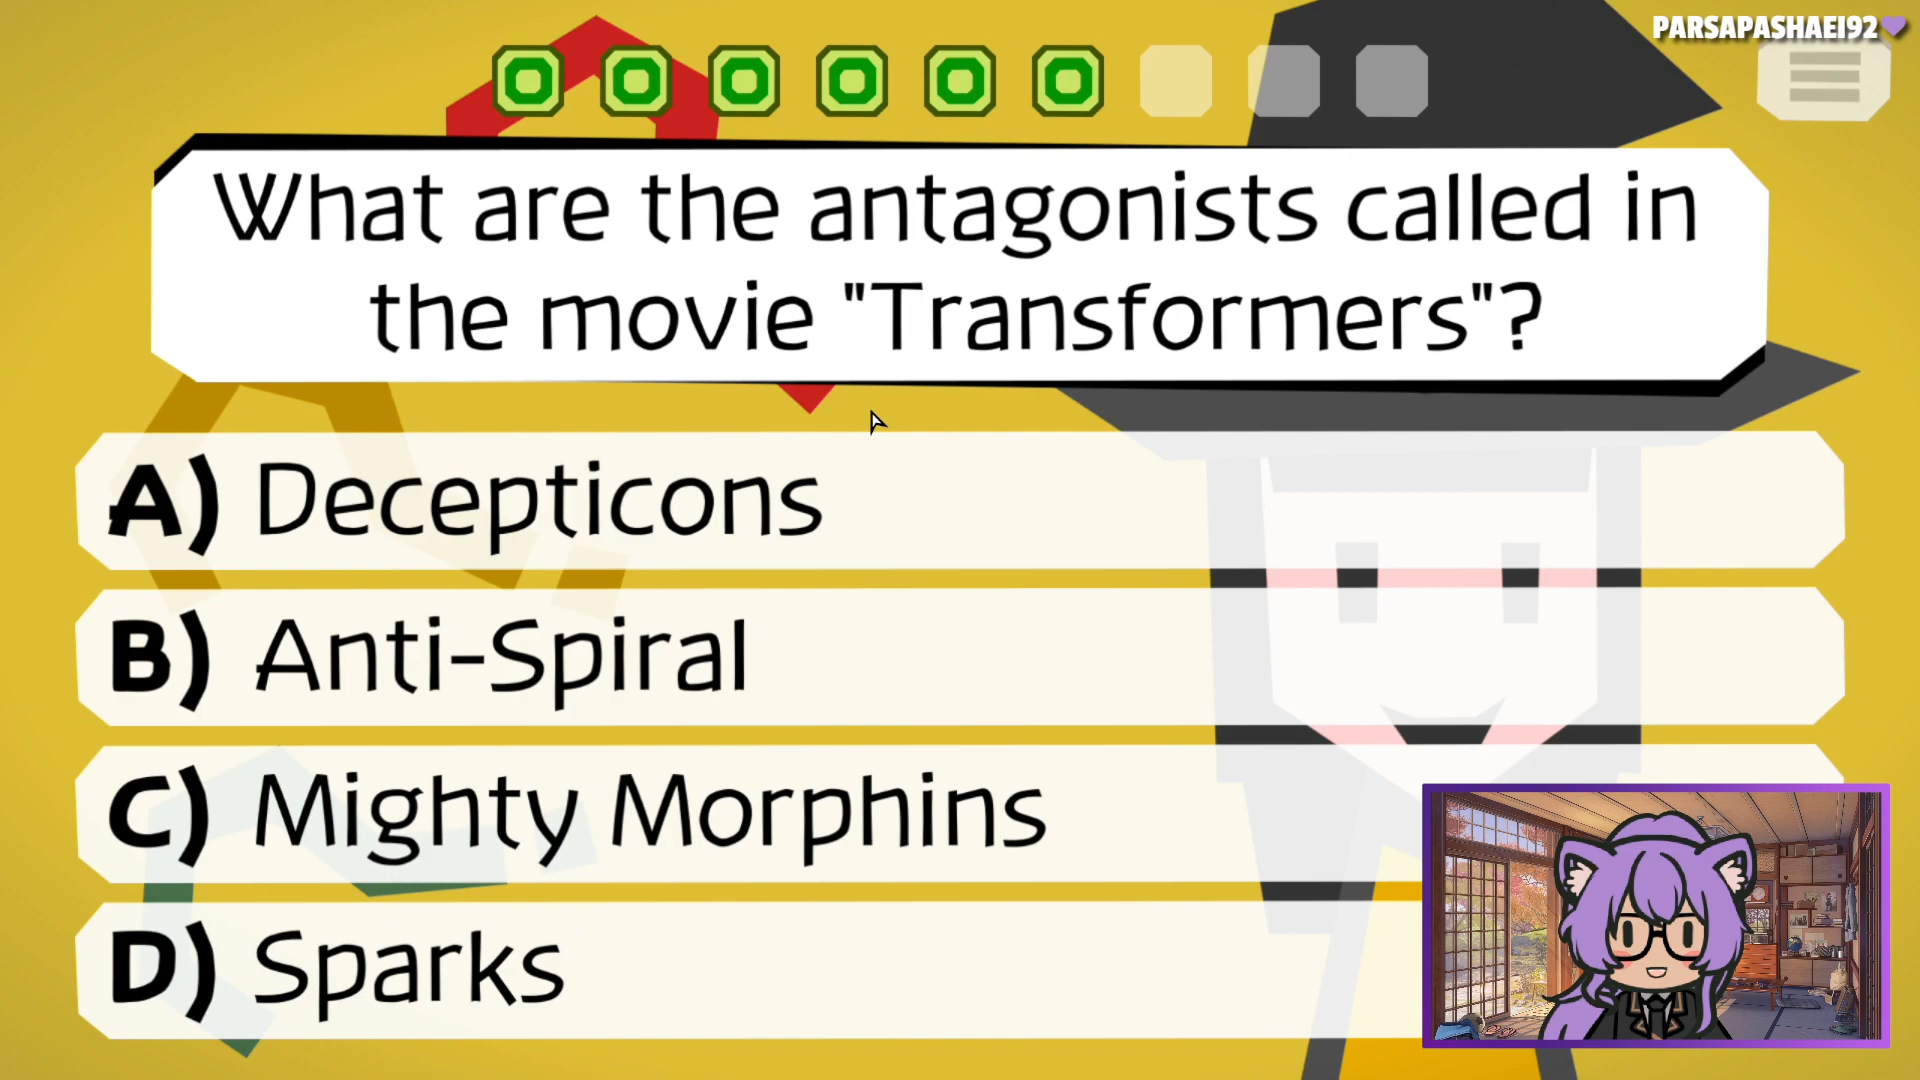 PARSAPASHAEI92
What are the antagonists called in
the movie "Transformers"?
A) Decepticons
B) Anti-Spiral
C) Mighty Morphins
D) Sparks